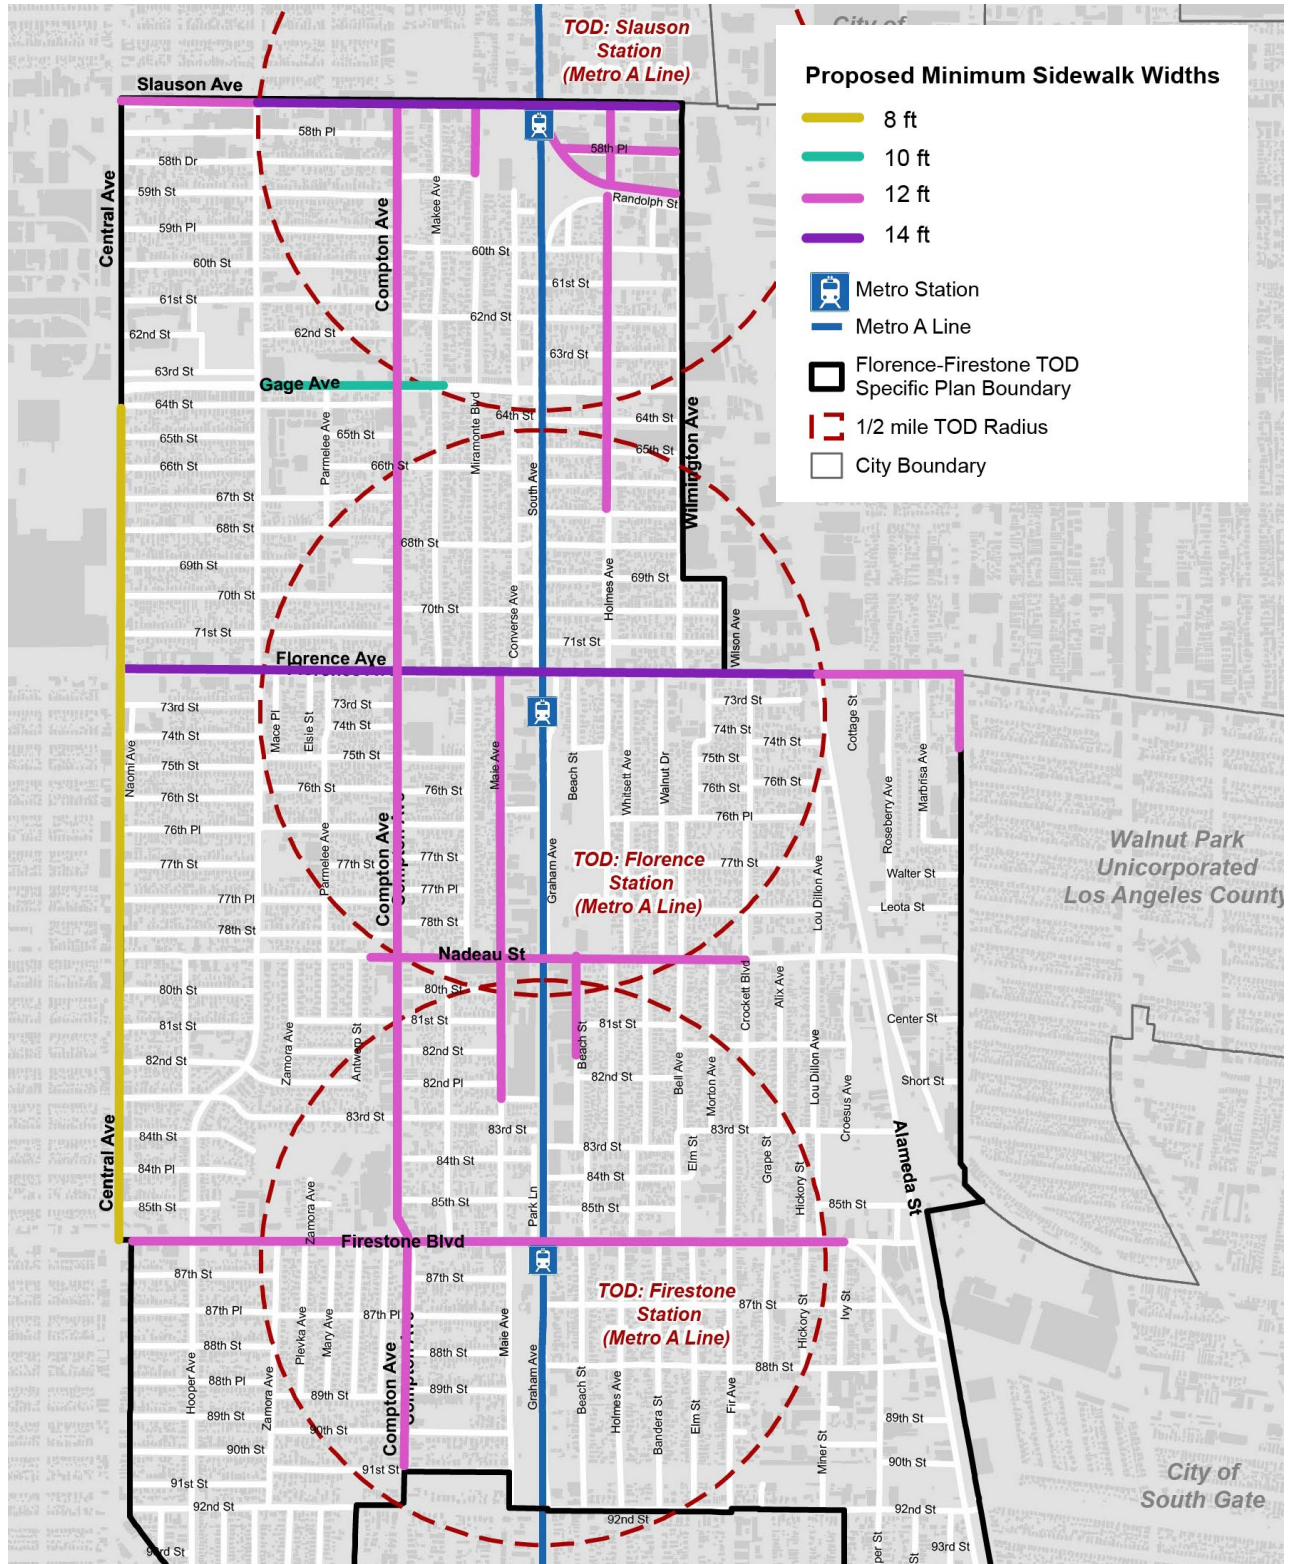 TOD: Slauson
Station
(Metro A Line)
City of
Proposed Minimum Sidewalk Widths
8 ft
10 ft
12 ft
14 ft
Metro Station
Metro A Line
Florence-Firestone TOD
Specific Plan Boundary
1/2 mile TOD Radius
City Boundary
Slauson Ave
58th Pl
58th Pl
58th Dr
59th St
Randolph St
59th Pl
Central Ave
Compton Ave
Makee Ave
60th St
60th St
61st St
61st St
62nd St
62nd St
62nd St
63rd St
63rd St
Gage Ave
64th St
64th St
64th St
65th St
65th St
65th St
66th St
66th St
Parmelee Ave
Miramonte Blvd
South Ave
Wilmington Ave
67th St
68th St
68th St
69th St
69th St
70th St
70th St
71st St
71st St
Converse Ave
Holmes Ave
Wilson Ave
Florence Ave
73rd St
73rd St
73rd St
74th St
74th St
74th St
74th St
75th St
75th St
75th St
76th St
76th St
76th St
76th St
76th St
76th Pl
76th Pl
77th St
77th St
77th St
77th St
77th Pl
77th Pl
78th St
78th St
Naomi Ave
Mace Pl
Elsie St
Parmelee Ave
Compton Ave
Maie Ave
Graham Ave
Beach St
Whitsett Ave
Walnut Dr
Lou Dillon Ave
Cottage St
Roseberry Ave
Marbrisa Ave
Walter St
Leota St
TOD: Florence
Station
(Metro A Line)
Walnut Park
Unicorporated
Los Angeles County
Nadeau St
80th St
80th St
81st St
81st St
81st St
82nd St
82nd St
82nd St
82nd Pl
83rd St
83rd St
83rd St
83rd St
84th St
84th St
84th St
84th Pl
85th St
85th St
85th St
85th St
Central Ave
Zamora Ave
Antwerp St
Zamora Ave
Park Ln
Beach St
Bell Ave
Morton Ave
Elm St
Crockett Blvd
Alix Ave
Grape St
Hickory St
Lou Dillon Ave
Croesus Ave
Center St
Short St
Alameda St
Firestone Blvd
TOD: Firestone
Station
(Metro A Line)
87th St
87th St
87th St
87th Pl
87th Pl
88th St
88th St
88th St
88th Pl
89th St
89th St
89th St
89th St
90th St
90th St
90th St
91st St
91st St
92nd St
92nd St
92nd St
93rd St
Hooper Ave
Zamora Ave
Plevka Ave
Mary Ave
Compton Ave
Maie Ave
Graham Ave
Beach St
Holmes Ave
Bandera St
Elm St
Fir Ave
Hickory St
Ivy St
Miner St
City of
South Gate